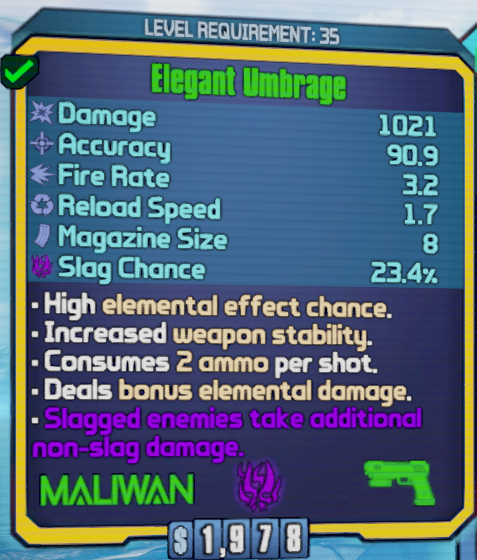 LEVEL REQUIREMENT: 35
Elegant Umbrage
Damage 1021
Accuracy 90.9
Fire Rate 3.2
Reload Speed 1.7
Magazine Size 8
Slag Chance 23.4%
• High elemental effect chance.
• Increased weapon stability.
• Consumes 2 ammo per shot.
• Deals bonus elemental damage.
• Slagged enemies take additional
non-slag damage.
MALIWAN
$1,978